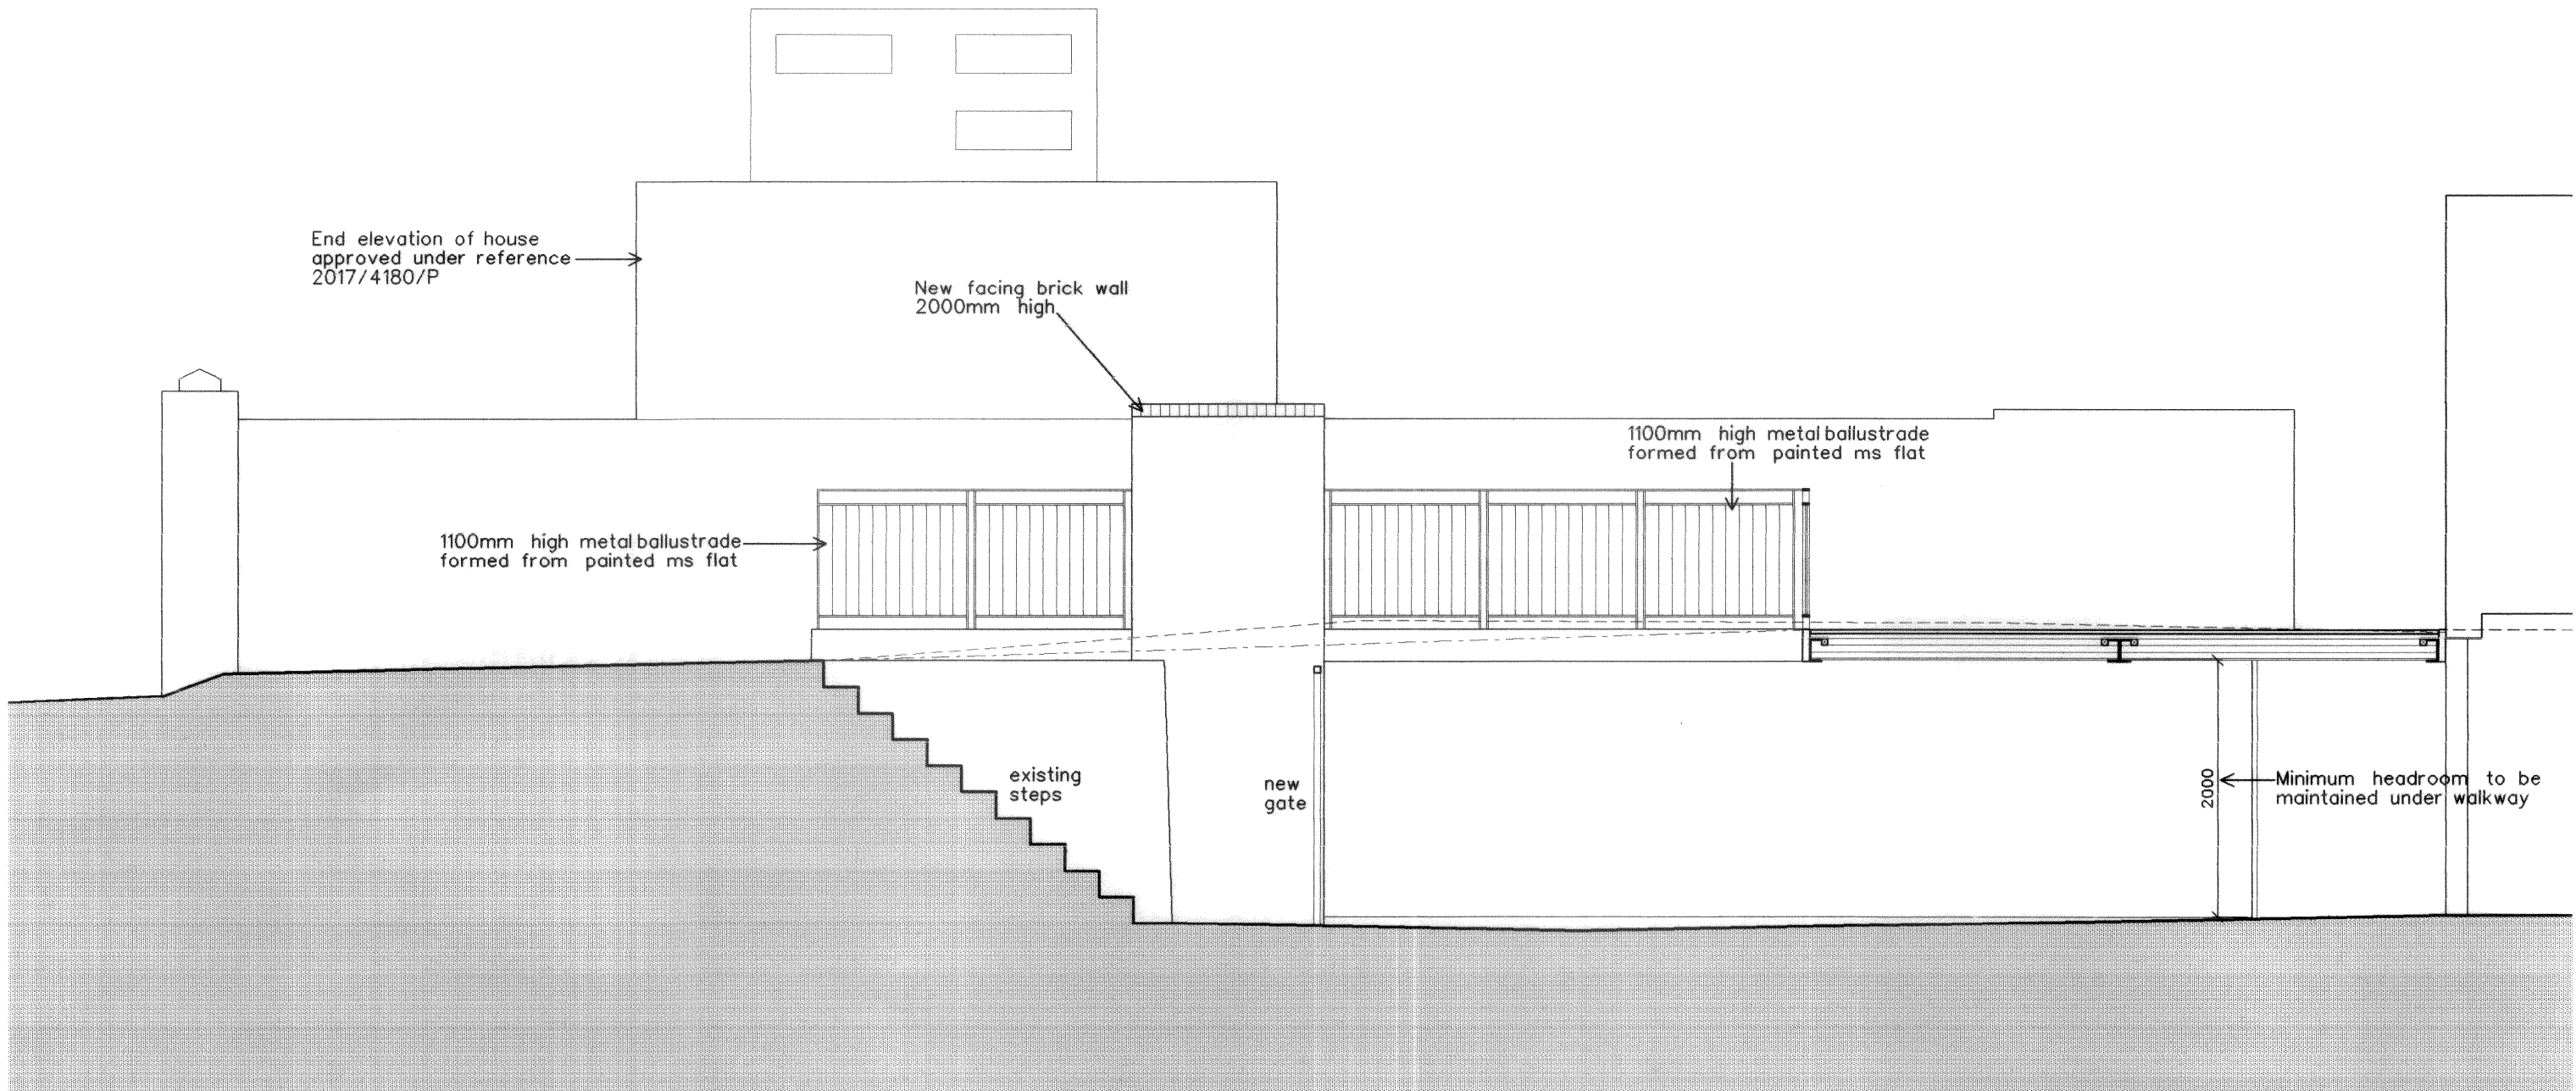 End elevation of house
approved under reference
2017/4180/P
New facing brick wall
2000mm high
1100mm high metal ballustrade
formed from painted ms flat
1100mm high metal ballustrade
formed from painted ms flat
existing
steps
new
gate
2000
Minimum headroom to be
maintained under walkway